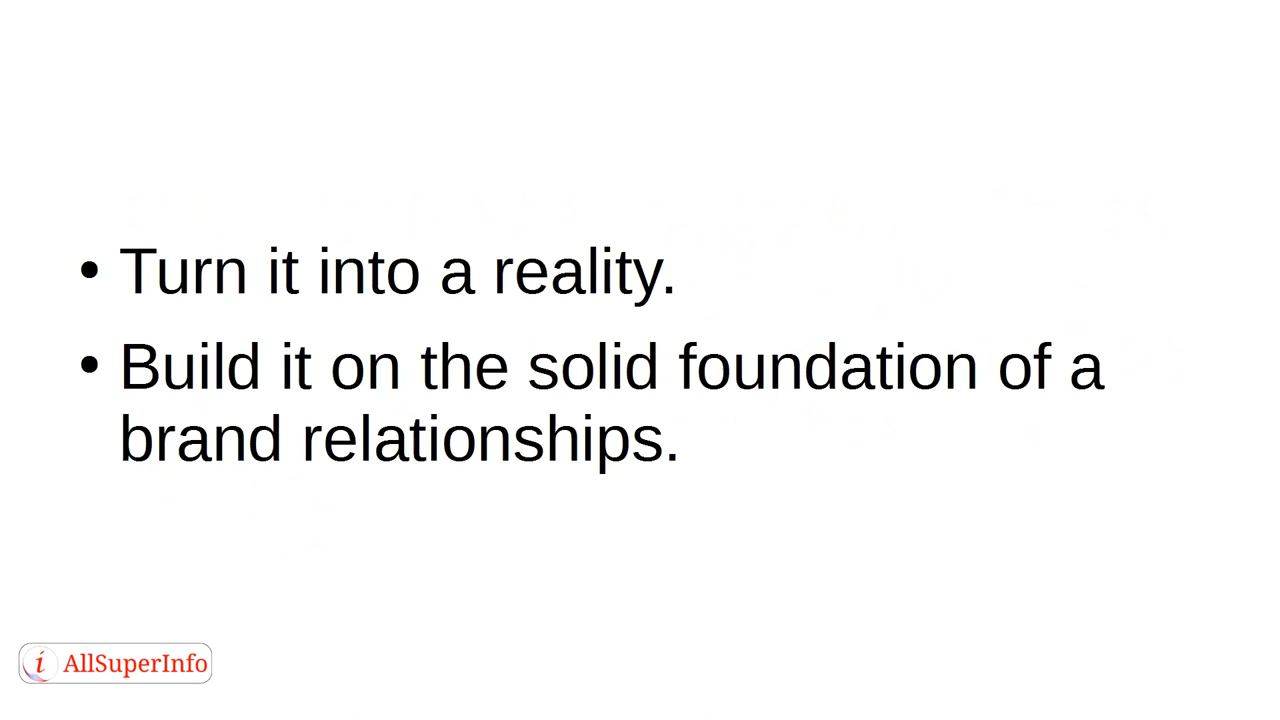 • Turn it into a reality.
• Build it on the solid foundation of a
brand relationships.
i AllSuperInfo